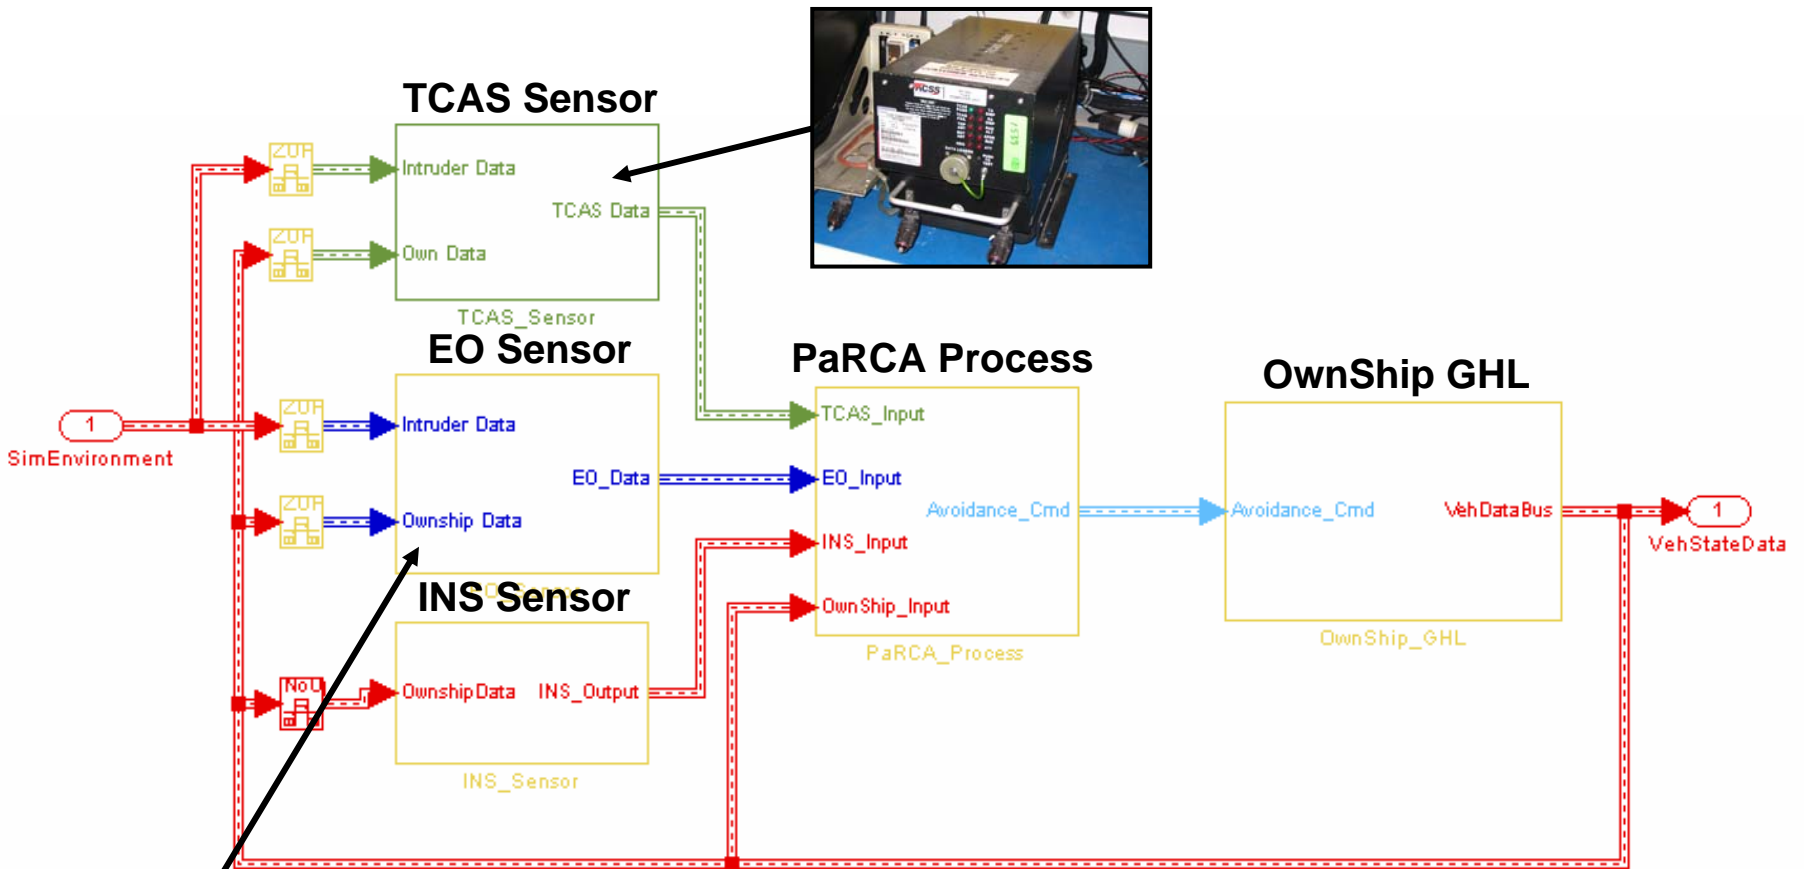 TCAS Sensor
ACSS
Intruder Data
TCAS Data
Own Data
TCAS_Sensor
EO Sensor
PaRCA Process
OwnShip GHL
1
SimEnvironment
Intruder Data
EO_Data
Ownship Data
TCAS_Input
EO_Input
INS_Input
OwnShip_Input
Avoidance_Cmd
PaRCA_Process
Avoidance_Cmd
VehDataBus
OwnShip_GHL
1
VehStateData
INS Sensor
NoU
OwnshipData
INS_Output
INS_Sensor